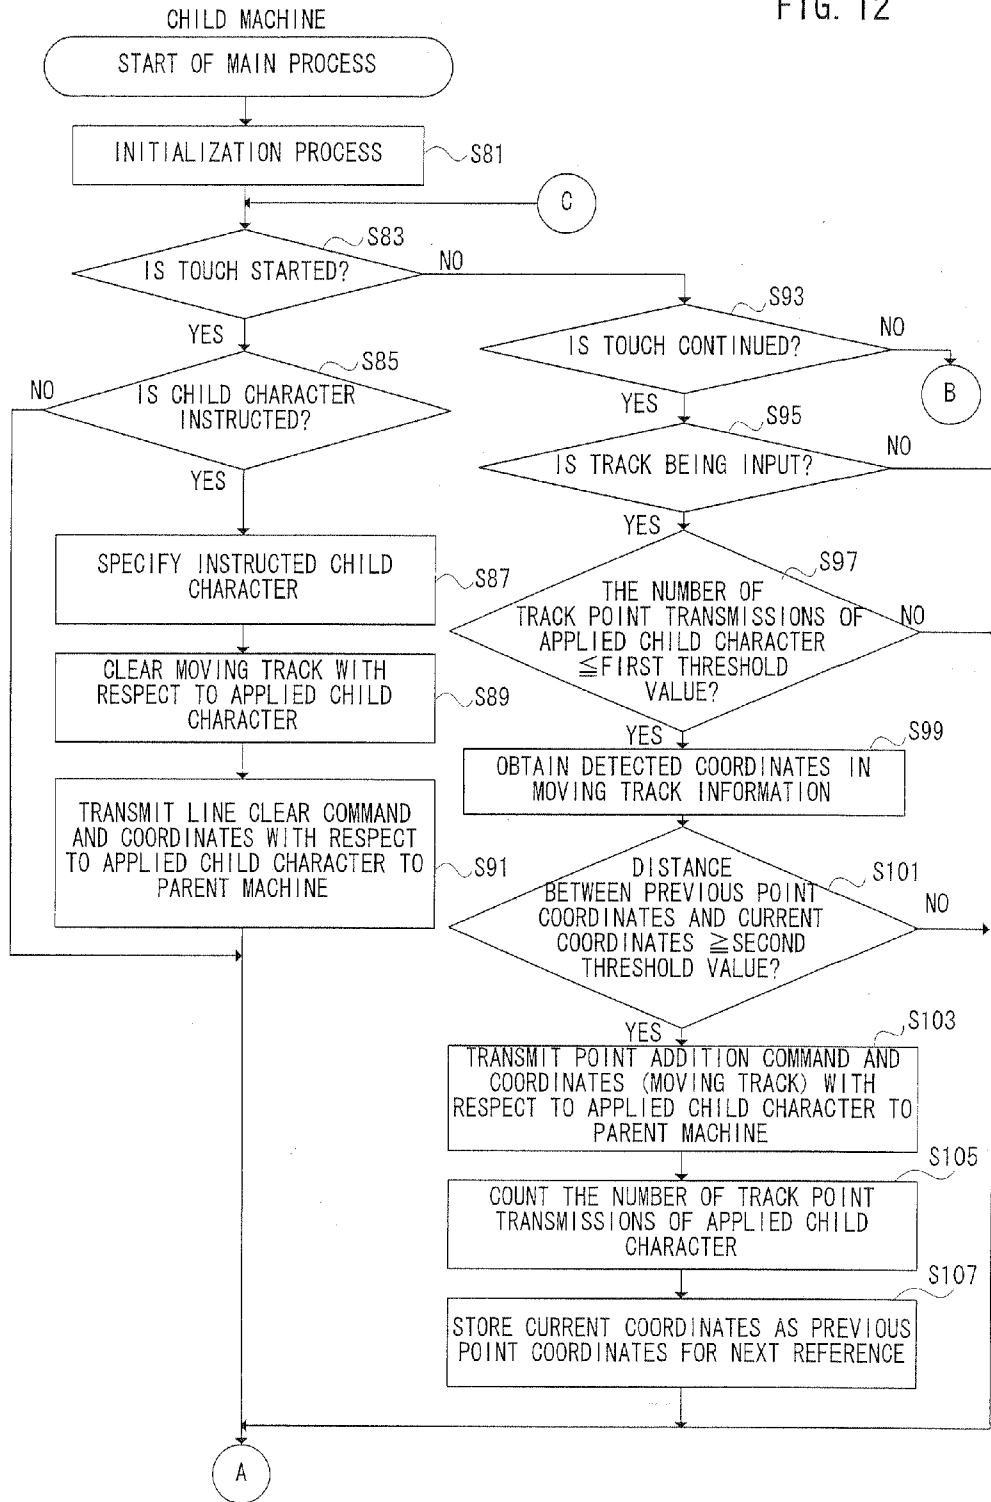 FIG. 12
CHILD MACHINE
START OF MAIN PROCESS
INITIALIZATION PROCESS
S81
C
S83
IS TOUCH STARTED?
NO
YES
S85
NO
IS CHILD CHARACTER
INSTRUCTED?
YES
SPECIFY INSTRUCTED CHILD
CHARACTER
S87
CLEAR MOVING TRACK WITH
RESPECT TO APPLIED CHILD
CHARACTER
S89
TRANSMIT LINE CLEAR COMMAND
AND COORDINATES WITH RESPECT
TO APPLIED CHILD CHARACTER TO
PARENT MACHINE
S91
S93
IS TOUCH CONTINUED?
NO
B
YES
S95
IS TRACK BEING INPUT?
NO
YES
S97
THE NUMBER OF
TRACK POINT TRANSMISSIONS OF
APPLIED CHILD CHARACTER
≦FIRST THRESHOLD
VALUE?
NO
YES
S99
OBTAIN DETECTED COORDINATES IN
MOVING TRACK INFORMATION
S101
DISTANCE
BETWEEN PREVIOUS POINT
COORDINATES AND CURRENT
COORDINATES ≧SECOND
THRESHOLD VALUE?
NO
YES
S103
TRANSMIT POINT ADDITION COMMAND AND
COORDINATES (MOVING TRACK) WITH
RESPECT TO APPLIED CHILD CHARACTER TO
PARENT MACHINE
S105
COUNT THE NUMBER OF TRACK POINT
TRANSMISSIONS OF APPLIED CHILD
CHARACTER
S107
STORE CURRENT COORDINATES AS PREVIOUS
POINT COORDINATES FOR NEXT REFERENCE
A